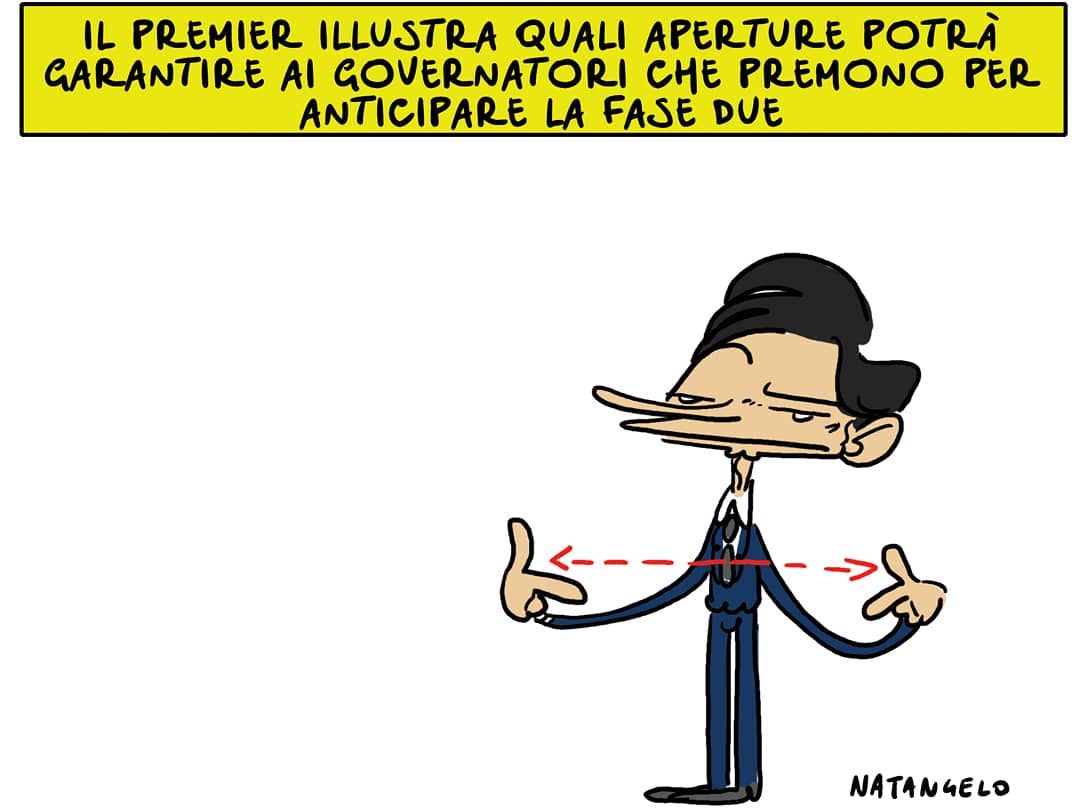 IL PREMIER ILLUSTRA QUALI APERTURE POTRÀ
GARANTIRE AI GOVERNATORI CHE PREMONO PER
ANTICIPARE LA FASE DUE
NATANGELO